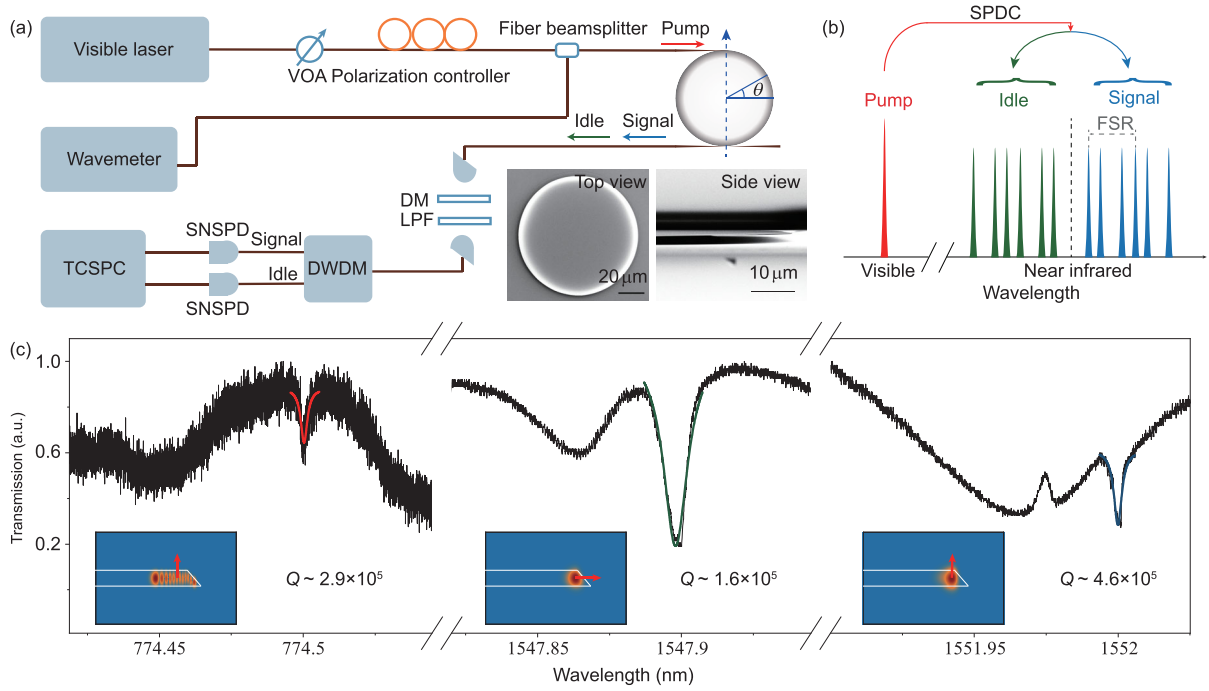 (a)
Visible laser
VOA
Polarization controller
Fiber beamsplitter
Pump
θ
Wavemeter
Idle
Signal
DM
LPF
TCSPC
SNSPD
Signal
Idle
SNSPD
DWDM
Top view
20 μm
Side view
10 μm
(b)
SPDC
Pump
Idle
Signal
FSR
Visible
Near infrared
Wavelength
(c)
Transmission (a.u.)
1.0
0.6
0.2
Q ~ 2.9×10⁵
Q ~ 1.6×10⁵
Q ~ 4.6×10⁵
774.45
774.5
1547.85
1547.9
1551.95
1552
Wavelength (nm)